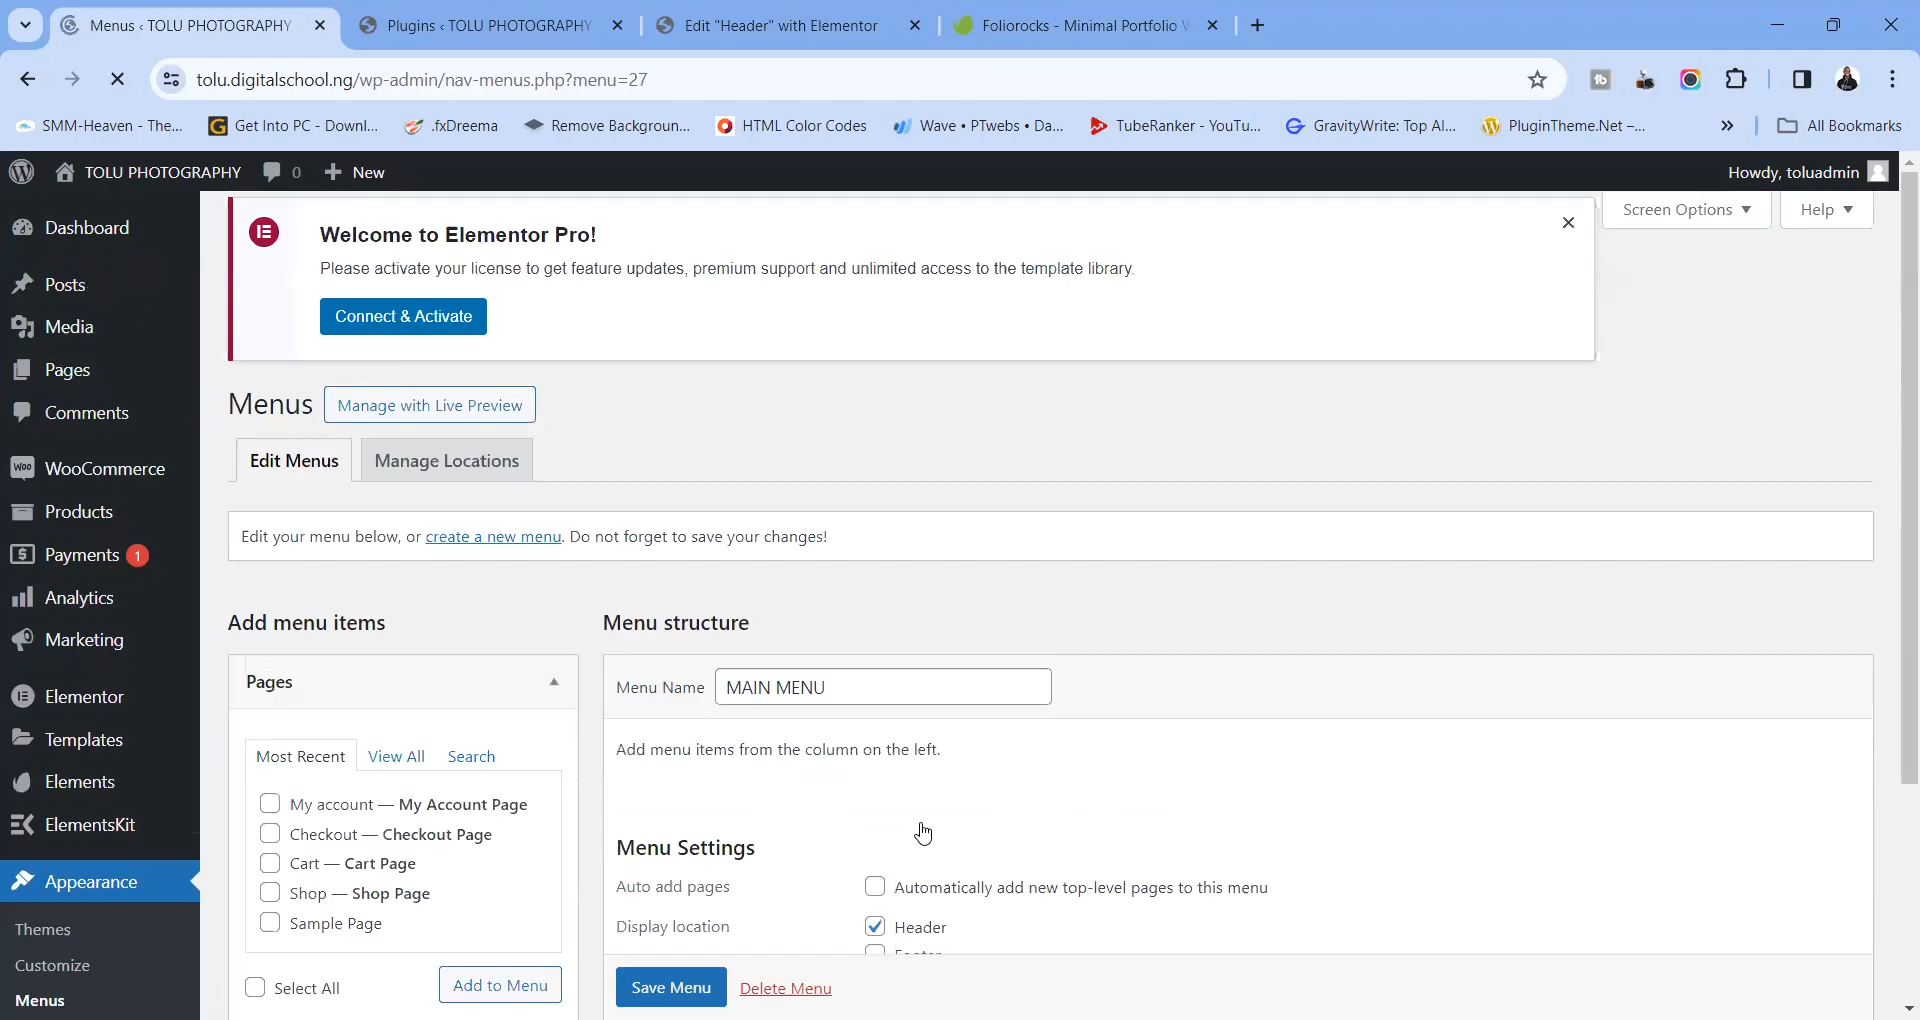 Menus ‹ TOLU PHOTOGRAPHY
Plugins ‹ TOLU PHOTOGRAPHY
Edit "Header" with Elementor
Foliorocks - Minimal Portfolio
tolu.digitalschool.ng/wp-admin/nav-menus.php?menu=27
SMM-Heaven - The...
Get Into PC - Downl...
.fxDreema
Remove Backgroun...
HTML Color Codes
Wave • PTwebs • Da...
TubeRanker - YouTu...
GravityWrite: Top Al...
PluginTheme.Net –...
All Bookmarks
TOLU PHOTOGRAPHY
0
New
Howdy, toluadmin
Screen Options
Help
Dashboard
Posts
Media
Pages
Comments
WooCommerce
Products
Payments 1
Analytics
Marketing
Elementor
Templates
Elements
ElementsKit
Appearance
Themes
Customize
Menus
Welcome to Elementor Pro!
Please activate your license to get feature updates, premium support and unlimited access to the template library.
Connect & Activate
Menus
Manage with Live Preview
Edit Menus
Manage Locations
Edit your menu below, or create a new menu. Do not forget to save your changes!
Add menu items
Pages
Most Recent
View All
Search
My account — My Account Page
Checkout — Checkout Page
Cart — Cart Page
Shop — Shop Page
Sample Page
Select All
Add to Menu
Menu structure
Menu Name MAIN MENU
Add menu items from the column on the left.
Menu Settings
Auto add pages
Automatically add new top-level pages to this menu
Display location
Header
Footer
Save Menu
Delete Menu